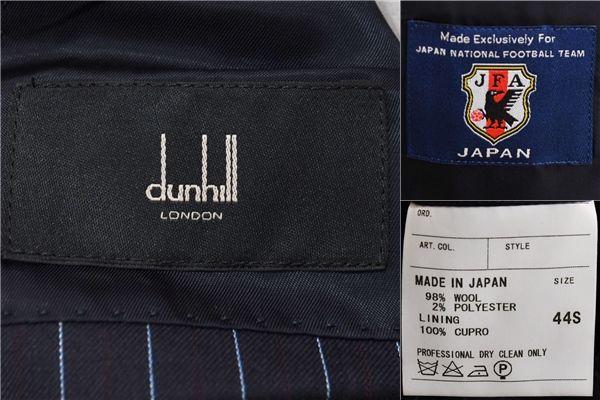 dunhill
LONDON
Made Exclusively For
JAPAN NATIONAL FOOTBALL TEAM
JFA
JAPAN
ORD.
ART. COL. STYLE
MADE IN JAPAN SIZE
98% WOOL
2% POLYESTER
LINING 44S
100% CUPRO
PROFESSIONAL DRY CLEAN ONLY
P